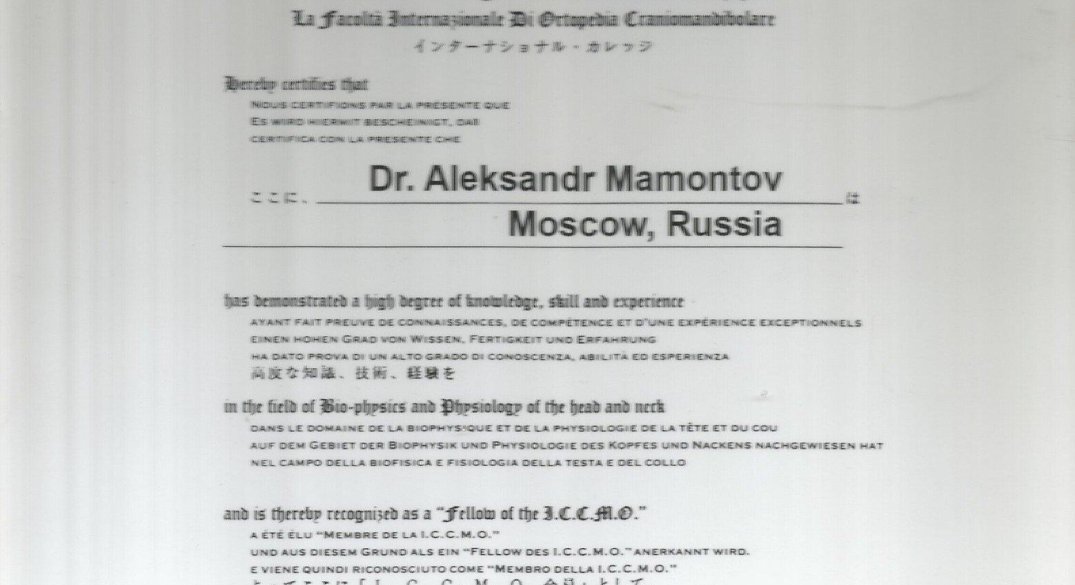 La Facoltà Internazionale Di Ortopedia Craniomandibolare
インターナショナル・カレッジ
Hereby certifies that
NOUS CERTIFIONS PAR LA PRÉSENTE QUE
ES WIRD HIERMIT BESCHEINIGT, DAß
CERTIFICA CON LA PRESENTE CHE
Dr. Aleksandr Mamontov
ここに、 は
Moscow, Russia
has demonstrated a high degree of knowledge, skill and experience
AYANT FAIT PREUVE DE CONNAISSANCES, DE COMPÉTENCE ET D'UNE EXPÉRIENCE EXCEPTIONNELS
EINEN HOHEN GRAD VON WISSEN, FERTIGKEIT UND ERFAHRUNG
HA DATO PROVA DI UN ALTO GRADO DI CONOSCENZA, ABILITÀ ED ESPERIENZA
高度な知識、技術、経験を
in the field of Bio-physics and Physiology of the head and neck
DANS LE DOMAINE DE LA BIOPHYSIQUE ET DE LA PHYSIOLOGIE DE LA TÊTE ET DU COU
AUF DEM GEBIET DER BIOPHYSIK UND PHYSIOLOGIE DES KOPFES UND NACKENS NACHGEWIESEN HAT
NEL CAMPO DELLA BIOFISICA E FISIOLOGIA DELLA TESTA E DEL COLLO
and is thereby recognized as a "Fellow of the I.C.C.M.O."
A ÉTÉ ÉLU "MEMBRE DE LA I.C.C.M.O."
UND AUS DIESEM GRUND ALS EIN "FELLOW DES I.C.C.M.O." ANERKANNT WIRD.
E VIENE QUINDI RICONOSCIUTO COME "MEMBRO DELLA I.C.C.M.O."